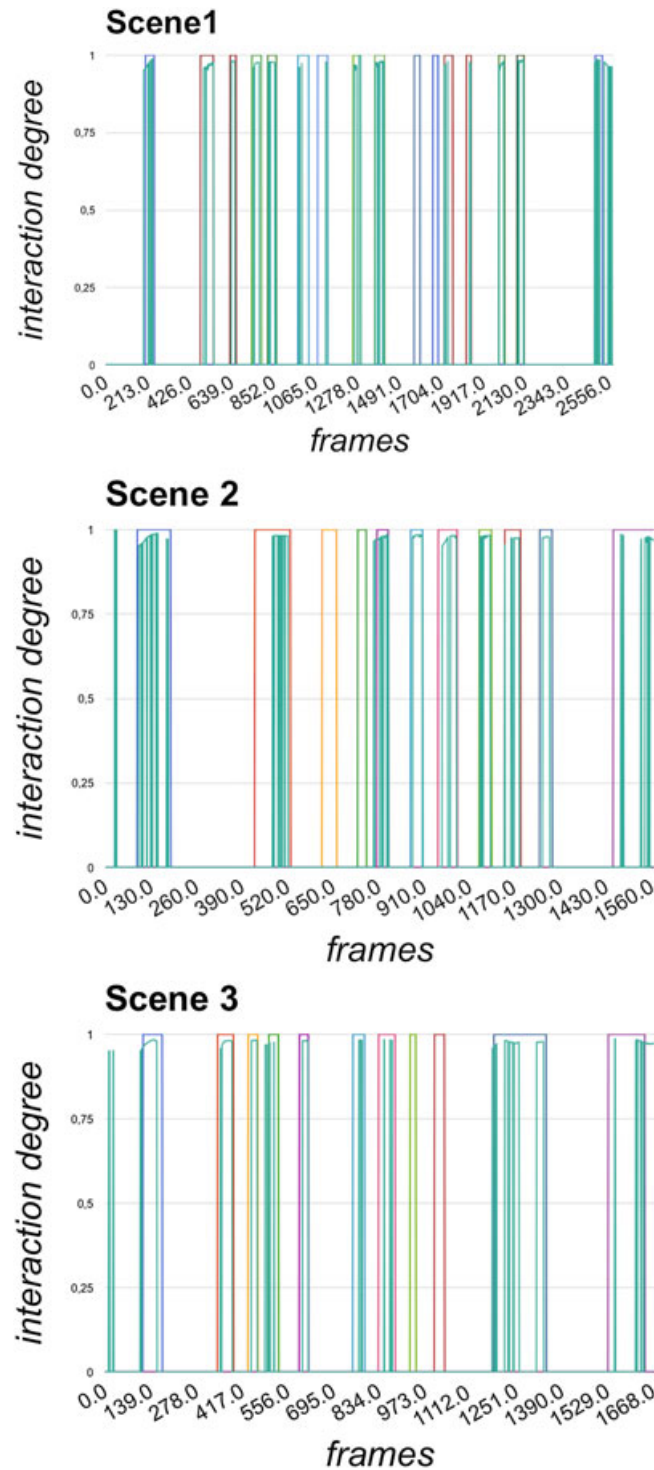 Scene1
interaction degree
1
0,75
0,5
0,25
0
0.0 213.0 426.0 639.0 852.0 1065.0 1278.0 1491.0 1704.0 1917.0 2130.0 2343.0 2556.0
frames
Scene 2
interaction degree
1
0,75
0,5
0,25
0
0.0 130.0 260.0 390.0 520.0 650.0 780.0 910.0 1040.0 1170.0 1300.0 1430.0 1560.0
frames
Scene 3
interaction degree
1
0,75
0,5
0,25
0
0.0 139.0 278.0 417.0 556.0 695.0 834.0 973.0 1112.0 1251.0 1390.0 1529.0 1668.0
frames